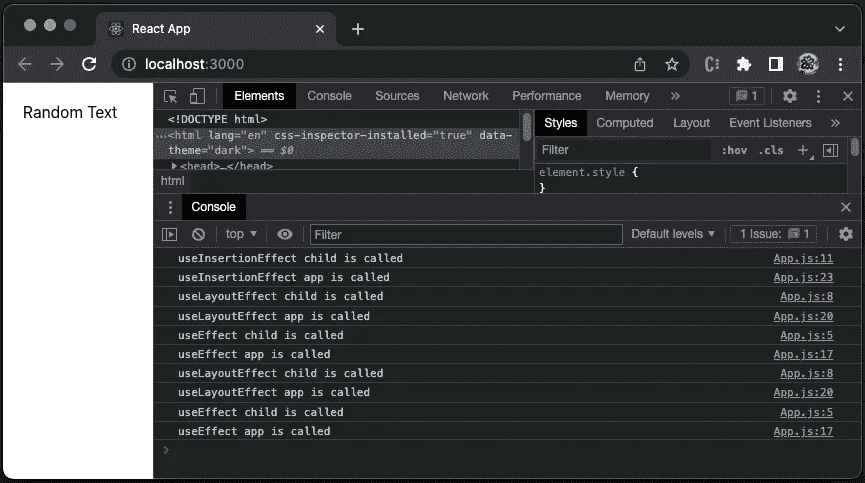 React App
localhost:3000
Random Text
Elements Console Sources Network Performance Memory » 1
<!DOCTYPE html>
…<html lang="en" css-inspector-installed="true" data-
theme="dark"> == $0
▶<head>…</head>
html
Styles Computed Layout Event Listeners »
Filter :hov .cls +
element.style {
}
Console
top ▼ Filter Default levels ▼ 1 Issue: 1
useInsertionEffect child is called App.js:11
useInsertionEffect app is called App.js:23
useLayoutEffect child is called App.js:8
useLayoutEffect app is called App.js:20
useEffect child is called App.js:5
useEffect app is called App.js:17
useLayoutEffect child is called App.js:8
useLayoutEffect app is called App.js:20
useEffect child is called App.js:5
useEffect app is called App.js:17
>